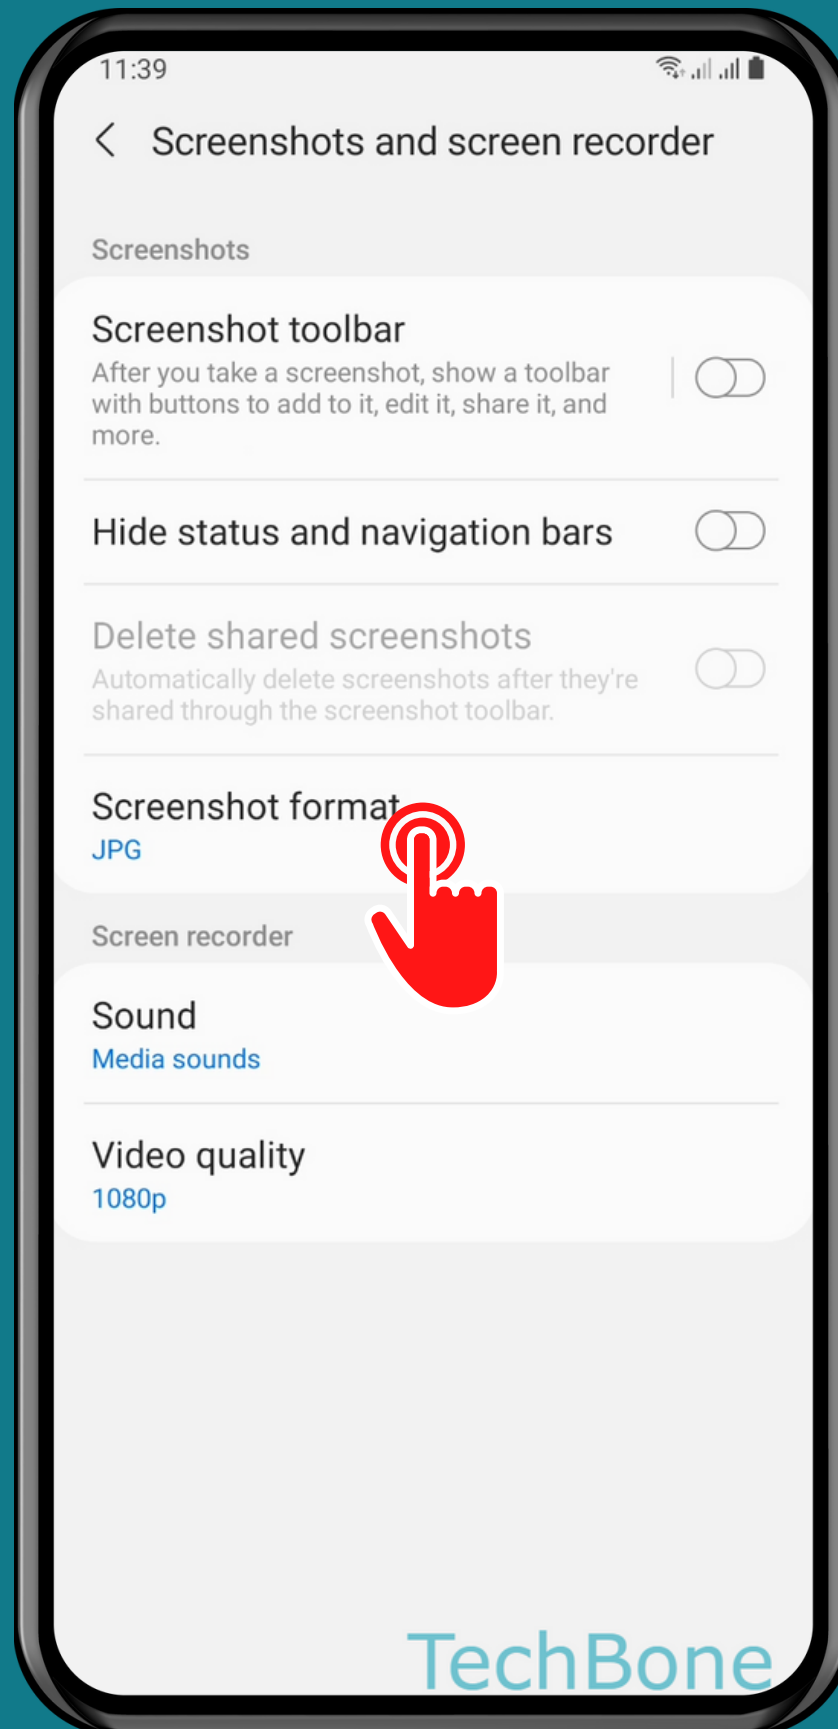 11:39
Screenshots and screen recorder
Screenshots
Screenshot toolbar
After you take a screenshot, show a toolbar
with buttons to add to it, edit it, share it, and
more.
Hide status and navigation bars
Delete shared screenshots
Automatically delete screenshots after they're
shared through the screenshot toolbar.
Screenshot format
JPG
Screen recorder
Sound
Media sounds
Video quality
1080p
TechBone